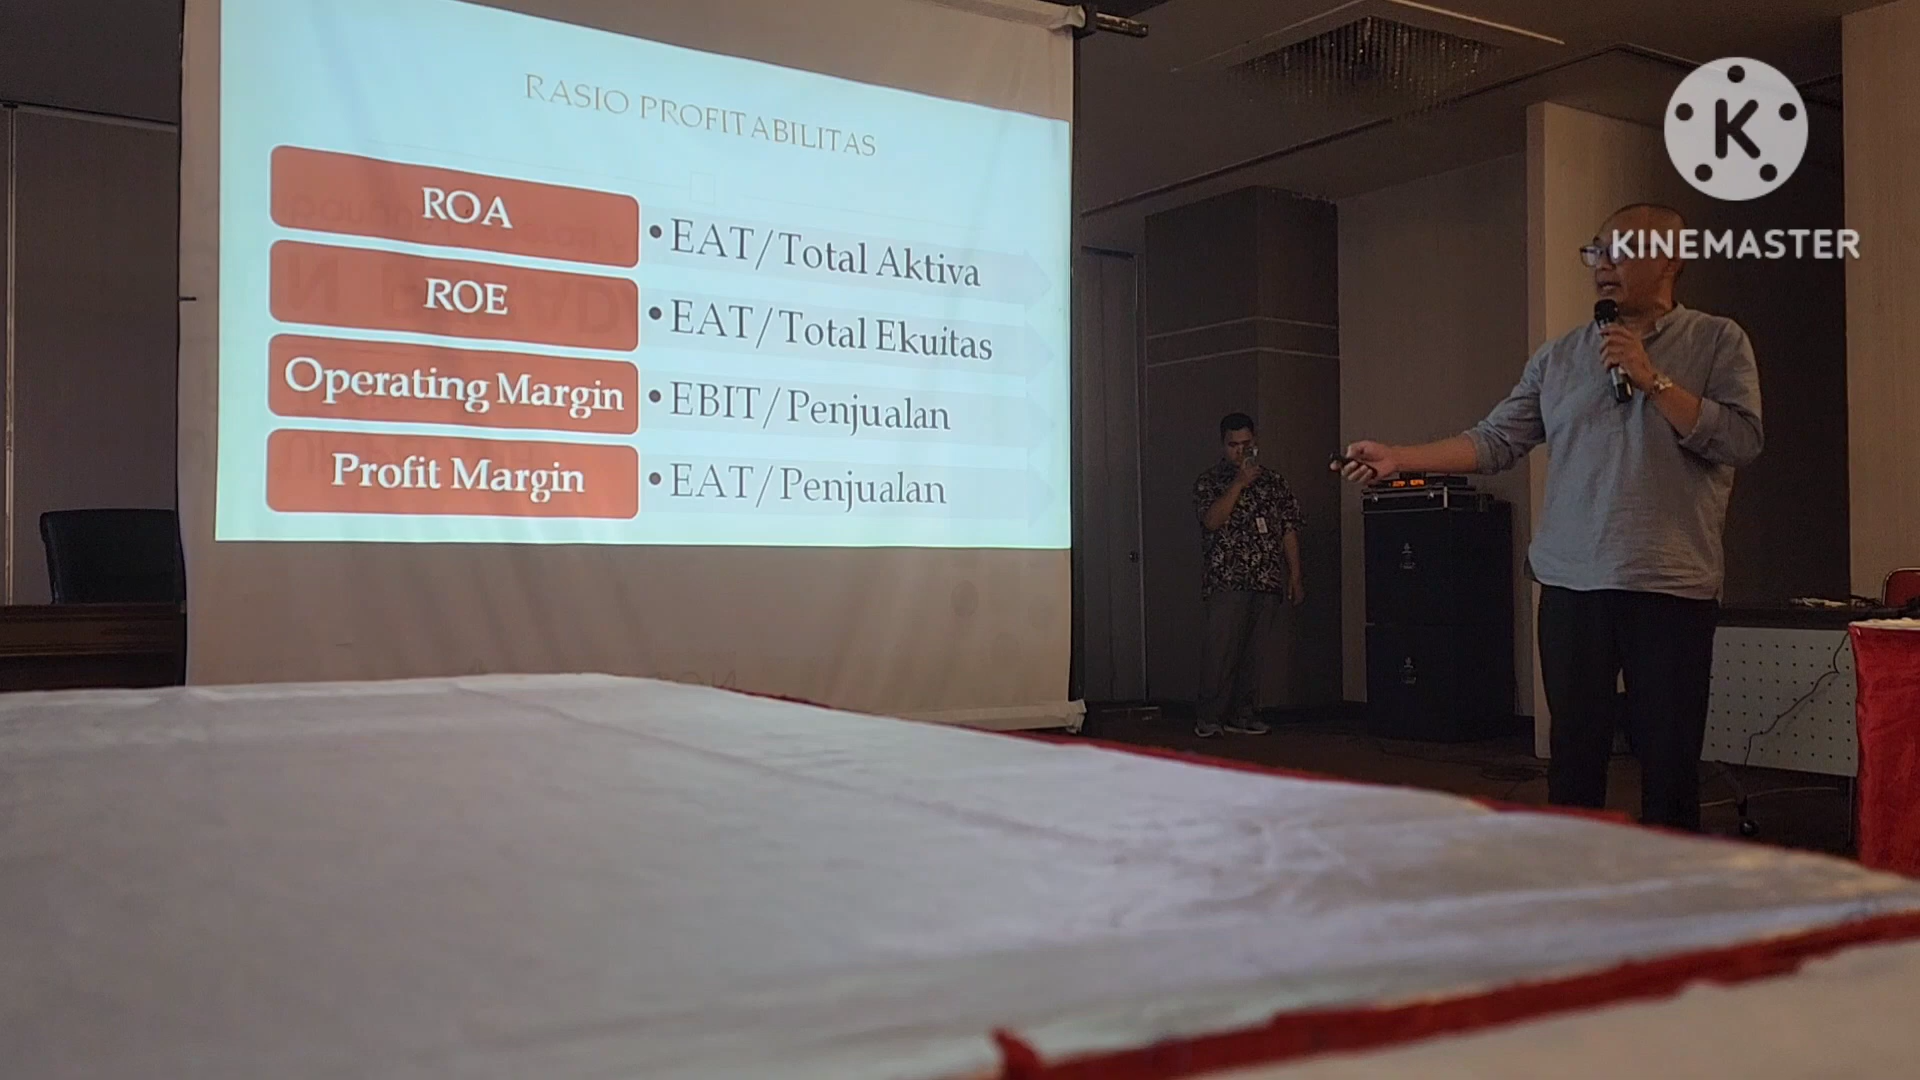 RASIO PROFITABILITAS
ROA
•EAT/Total Aktiva
ROE
•EAT/Total Ekuitas
Operating Margin
•EBIT/Penjualan
Profit Margin
•EAT/Penjualan
K
KINEMASTER